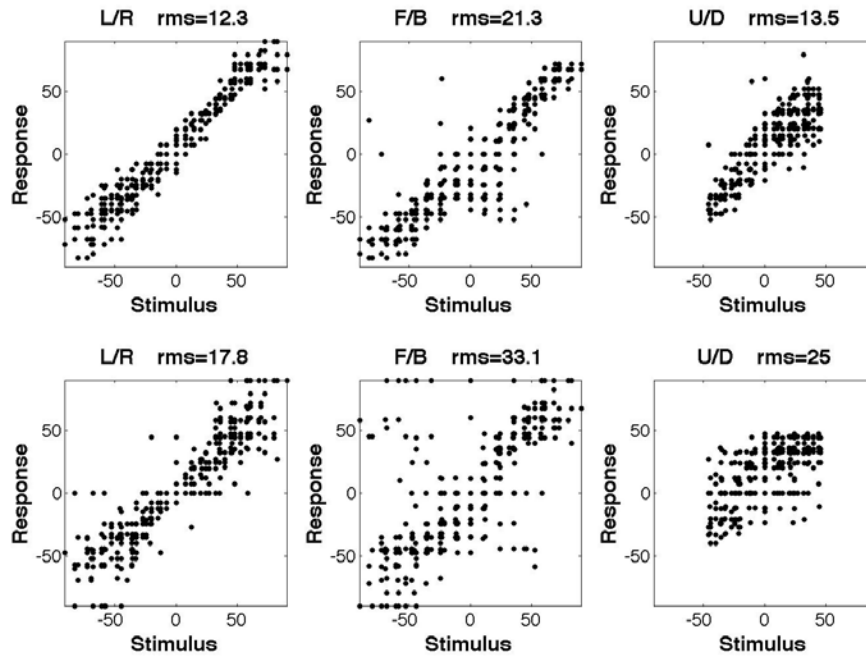 L/R rms=12.3
F/B rms=21.3
U/D rms=13.5
Response
50
0
-50
-50 0 50
Stimulus
Response
50
0
-50
-50 0 50
Stimulus
Response
50
0
-50
-50 0 50
Stimulus
L/R rms=17.8
F/B rms=33.1
U/D rms=25
Response
50
0
-50
-50 0 50
Stimulus
Response
50
0
-50
-50 0 50
Stimulus
Response
50
0
-50
-50 0 50
Stimulus